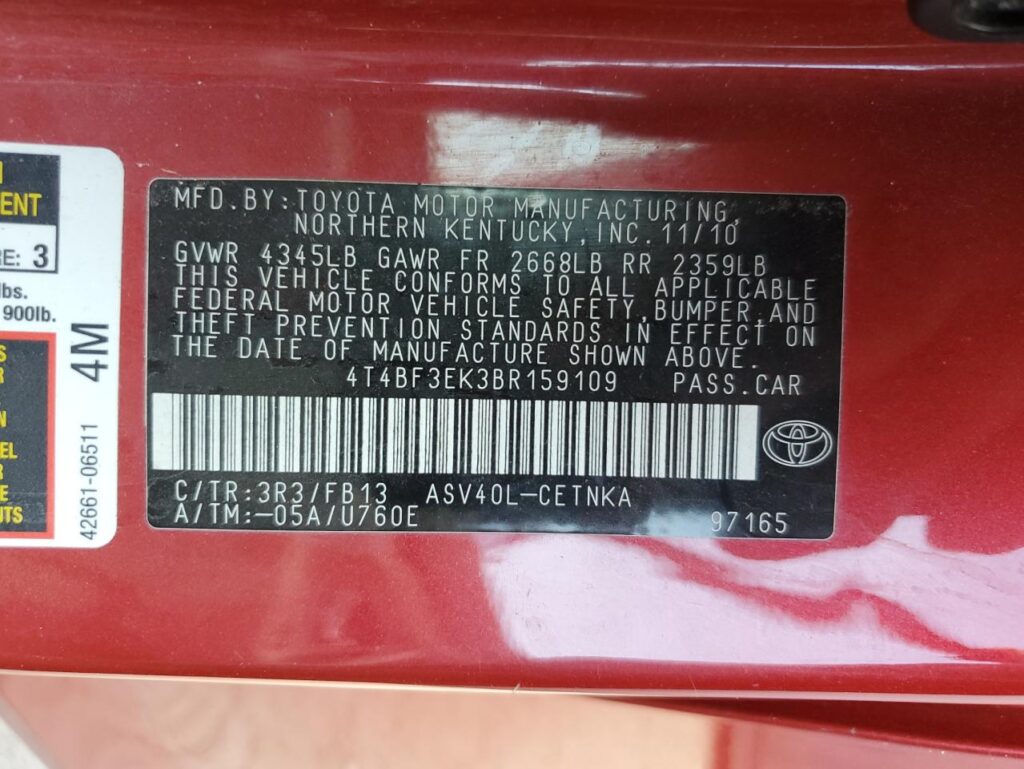 ENT
RE: 3
lbs.
900lb.
4M
42661-06511
S
R
N
EL
R
E
UTS
MFD. BY: TOYOTA MOTOR MANUFACTURING,
NORTHERN KENTUCKY, INC. 11/10
GVWR 4345LB GAWR FR 2668LB RR 2359LB
THIS VEHICLE CONFORMS TO ALL APPLICABLE
FEDERAL MOTOR VEHICLE SAFETY, BUMPER, AND
THEFT PREVENTION STANDARDS IN EFFECT ON
THE DATE OF MANUFACTURE SHOWN ABOVE.
4T4BF3EK3BR159109 PASS.CAR
C/TR:3R3/FB13 ASV40L-CETNKA
A/TM:-05A/U760E 97165